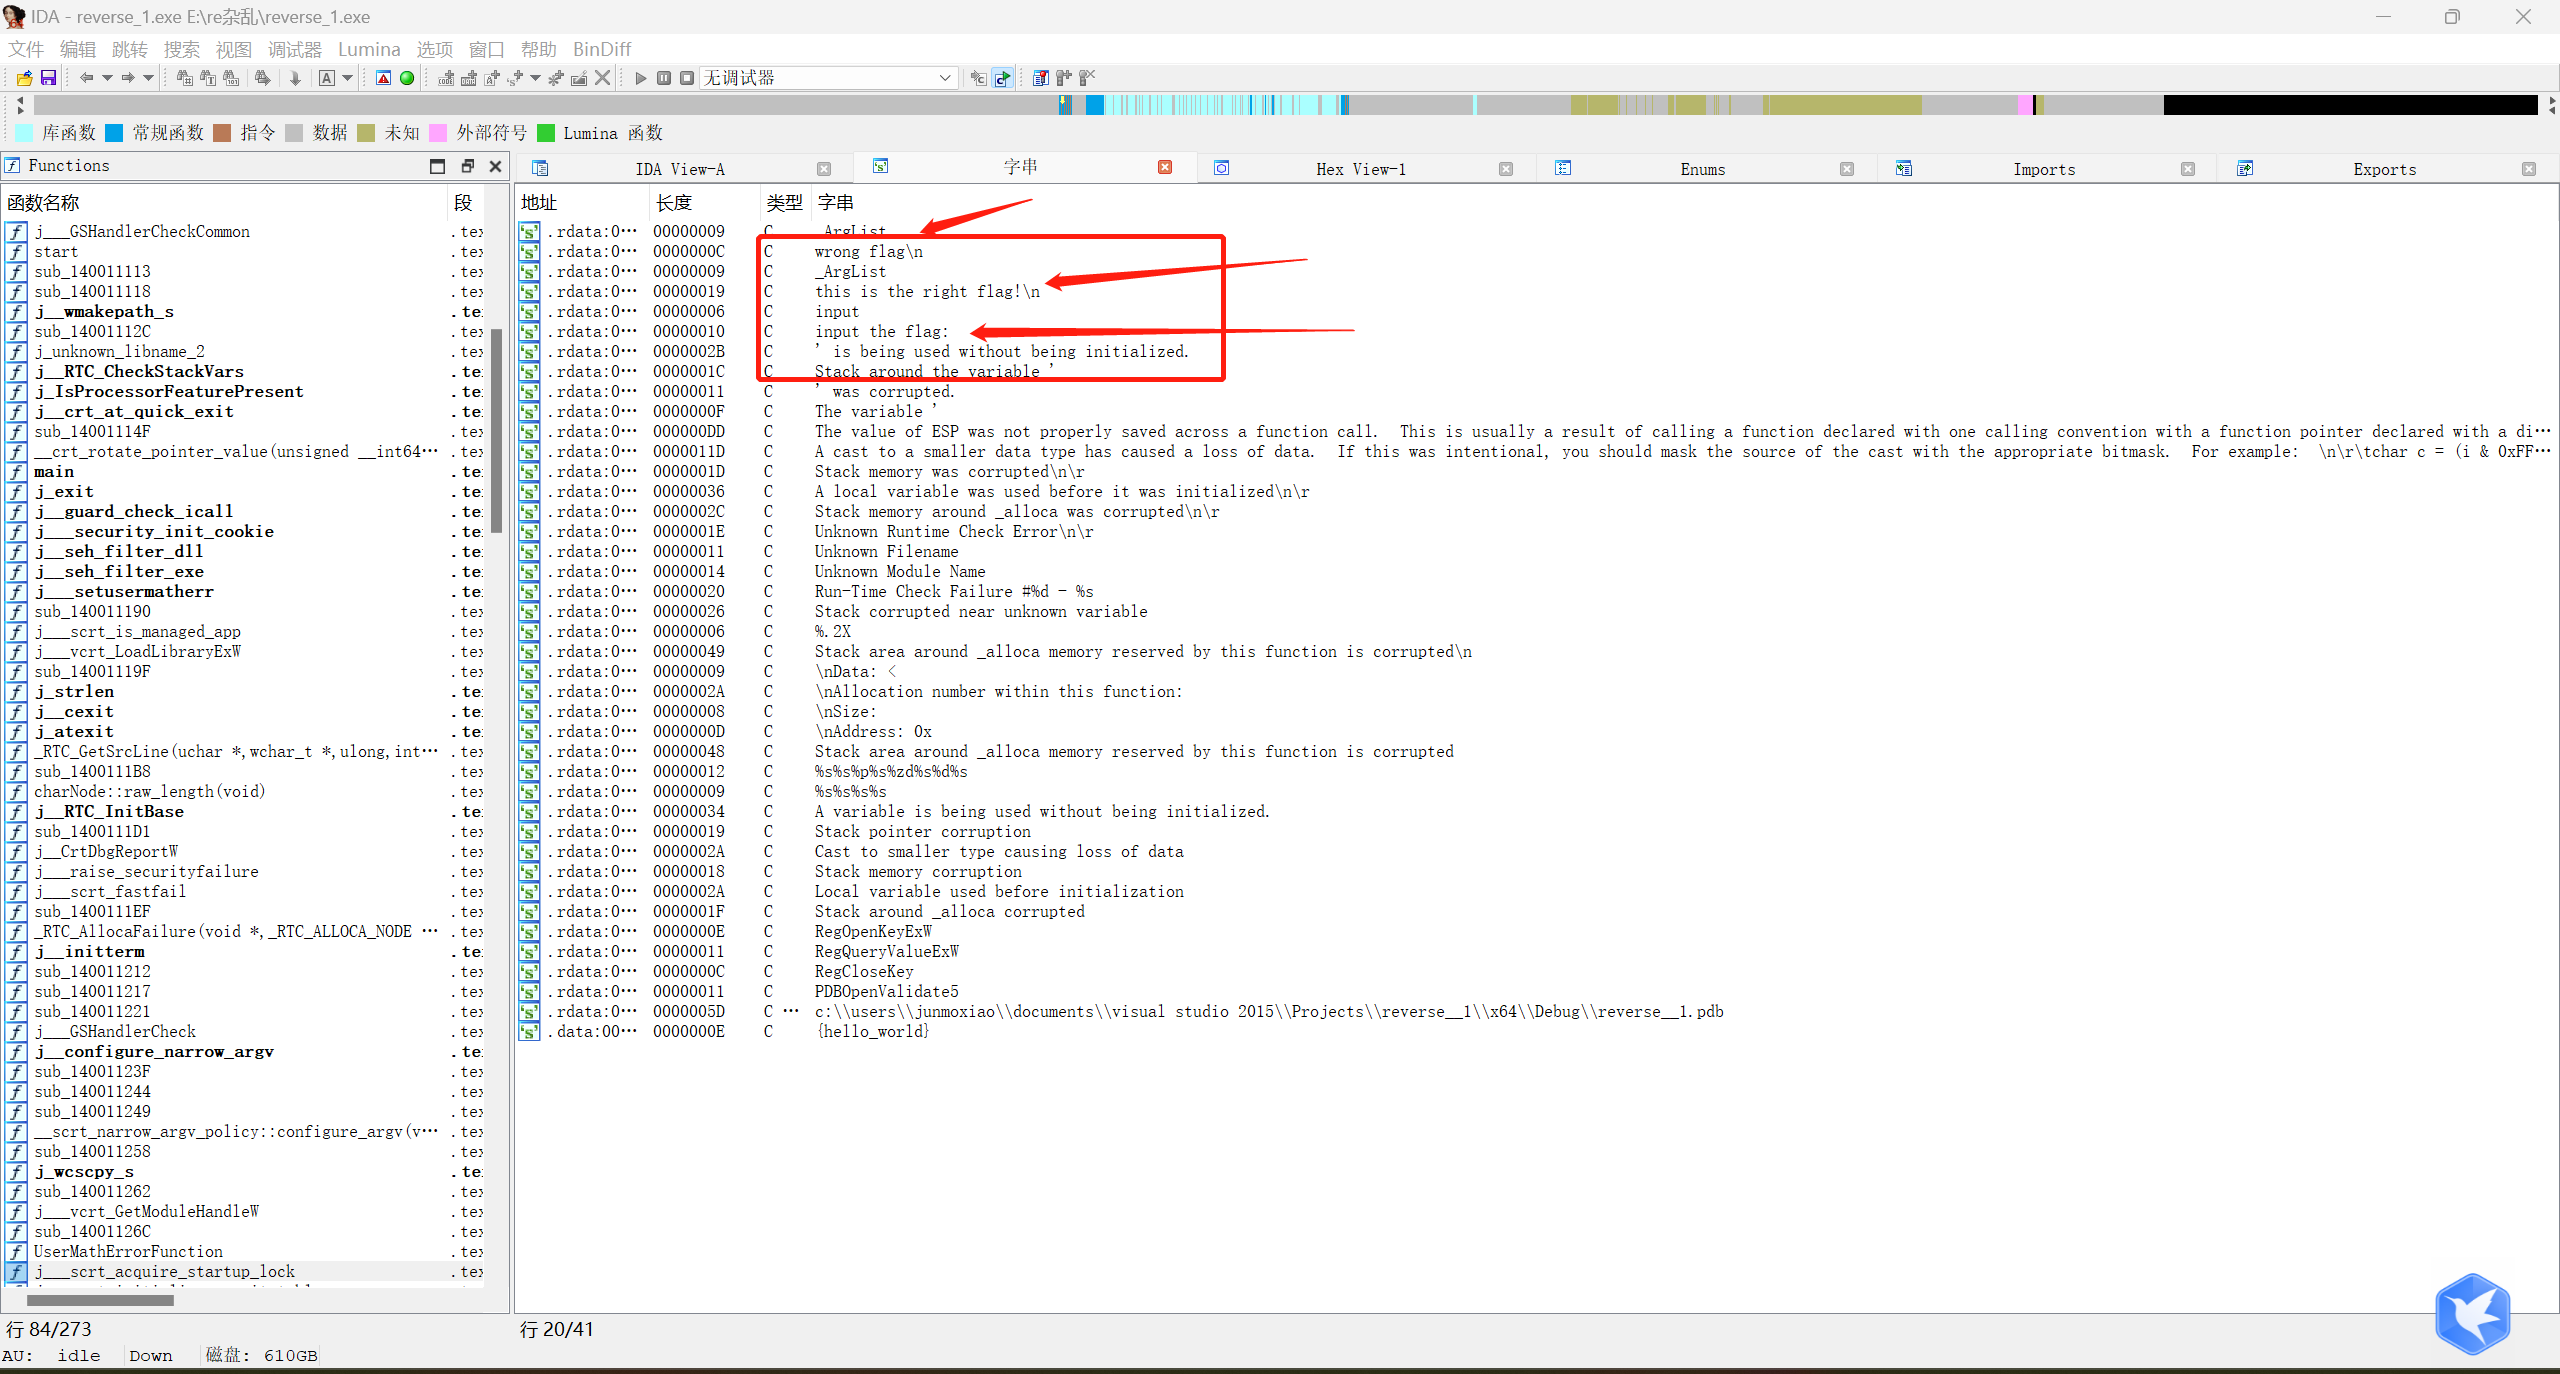 IDA - reverse_1.exe E:\re杂乱\reverse_1.exe
文件 编辑 跳转 搜索 视图 调试器 Lumina 选项 窗口 帮助 BinDiff
无调试器
库函数 常规函数 指令 数据 未知 外部符号 Lumina 函数
Functions
函数名称 段
j___GSHandlerCheckCommon .tex
start .tex
sub_140011113 .tex
sub_140011118 .tex
j__wmakepath_s .te
sub_14001112C .tex
j_unknown_libname_2 .tex
j__RTC_CheckStackVars .te
j_IsProcessorFeaturePresent .te
j__crt_at_quick_exit .te
sub_14001114F .tex
__crt_rotate_pointer_value(unsigned __int64… .tex
main .te
j_exit .te
j__guard_check_icall .te
j___security_init_cookie .te
j__seh_filter_dll .te
j__seh_filter_exe .te
j___setusermatherr .te
sub_140011190 .tex
j___scrt_is_managed_app .tex
j___vcrt_LoadLibraryExW .tex
sub_14001119F .tex
j_strlen .te
j__cexit .te
j_atexit .te
_RTC_GetSrcLine(uchar *,wchar_t *,ulong,int… .tex
sub_1400111B8 .tex
charNode::raw_length(void) .tex
j__RTC_InitBase .te
sub_1400111D1 .tex
j__CrtDbgReportW .tex
j___raise_securityfailure .tex
j___scrt_fastfail .tex
sub_1400111EF .tex
_RTC_AllocaFailure(void *,_RTC_ALLOCA_NODE … .tex
j__initterm .te
sub_140011212 .tex
sub_140011217 .tex
sub_140011221 .tex
j___GSHandlerCheck .tex
j__configure_narrow_argv .te
sub_14001123F .tex
sub_140011244 .tex
sub_140011249 .tex
__scrt_narrow_argv_policy::configure_argv(v… .tex
sub_140011258 .tex
j_wcscpy_s .te
sub_140011262 .tex
j___vcrt_GetModuleHandleW .tex
sub_14001126C .tex
UserMathErrorFunction .tex
j___scrt_acquire_startup_lock .tex
行 84/273
IDA View-A 字串 Hex View-1 Enums Imports Exports
地址 长度 类型 字串
.rdata:0… 00000009 C _ArgList
.rdata:0… 0000000C C wrong flag\n
.rdata:0… 00000009 C _ArgList
.rdata:0… 00000019 C this is the right flag!\n
.rdata:0… 00000006 C input
.rdata:0… 00000010 C input the flag:
.rdata:0… 0000002B C ' is being used without being initialized.
.rdata:0… 0000001C C Stack around the variable '
.rdata:0… 00000011 C ' was corrupted.
.rdata:0… 0000000F C The variable '
.rdata:0… 000000DD C The value of ESP was not properly saved across a function call.  This is usually a result of calling a function declared with one calling convention with a function pointer declared with a di…
.rdata:0… 0000011D C A cast to a smaller data type has caused a loss of data.  If this was intentional, you should mask the source of the cast with the appropriate bitmask.  For example:  \n\r\tchar c = (i & 0xFF…
.rdata:0… 0000001D C Stack memory was corrupted\n\r
.rdata:0… 00000036 C A local variable was used before it was initialized\n\r
.rdata:0… 0000002C C Stack memory around _alloca was corrupted\n\r
.rdata:0… 0000001E C Unknown Runtime Check Error\n\r
.rdata:0… 00000011 C Unknown Filename
.rdata:0… 00000014 C Unknown Module Name
.rdata:0… 00000020 C Run-Time Check Failure #%d - %s
.rdata:0… 00000026 C Stack corrupted near unknown variable
.rdata:0… 00000006 C %.2X
.rdata:0… 00000049 C Stack area around _alloca memory reserved by this function is corrupted\n
.rdata:0… 00000009 C \nData: <
.rdata:0… 0000002A C \nAllocation number within this function:
.rdata:0… 00000008 C \nSize:
.rdata:0… 0000000D C \nAddress: 0x
.rdata:0… 00000048 C Stack area around _alloca memory reserved by this function is corrupted
.rdata:0… 00000012 C %s%s%p%s%zd%s%d%s
.rdata:0… 00000009 C %s%s%s%s
.rdata:0… 00000034 C A variable is being used without being initialized.
.rdata:0… 00000019 C Stack pointer corruption
.rdata:0… 0000002A C Cast to smaller type causing loss of data
.rdata:0… 00000018 C Stack memory corruption
.rdata:0… 0000002A C Local variable used before initialization
.rdata:0… 0000001F C Stack around _alloca corrupted
.rdata:0… 0000000E C RegOpenKeyExW
.rdata:0… 00000011 C RegQueryValueExW
.rdata:0… 0000000C C RegCloseKey
.rdata:0… 00000011 C PDBOpenValidate5
.rdata:0… 0000005D C … c:\\users\\junmoxiao\\documents\\visual studio 2015\\Projects\\reverse__1\\x64\\Debug\\reverse__1.pdb
.data:00… 0000000E C {hello_world}
行 20/41
AU: idle Down 磁盘: 610GB